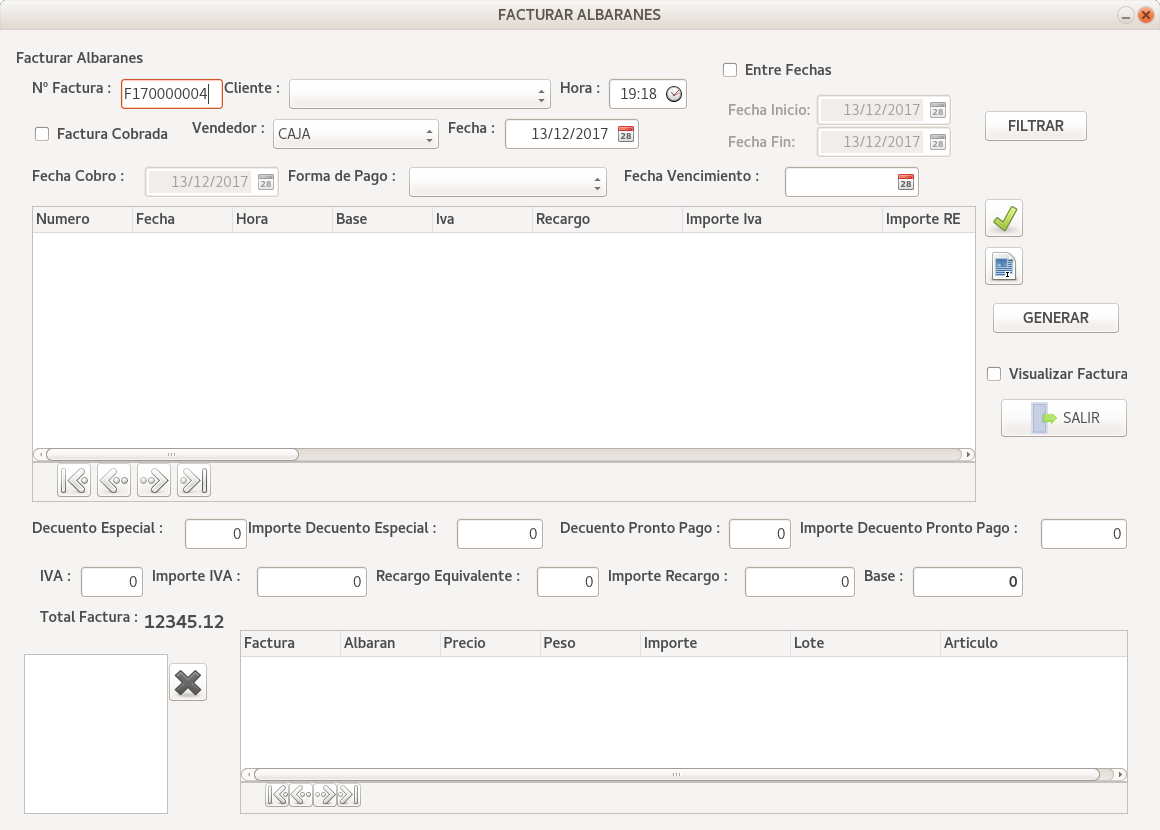 FACTURAR ALBARANES
Facturar Albaranes
Nº Factura : F170000004 Cliente : Hora : 19:18 Entre Fechas
Fecha Inicio: 13/12/2017 FILTRAR
Factura Cobrada Vendedor : CAJA Fecha : 13/12/2017 28
Fecha Fin: 13/12/2017
Fecha Cobro : 13/12/2017 28 Forma de Pago : Fecha Vencimiento : 28
Numero Fecha Hora Base Iva Recargo Importe Iva Importe RE
GENERAR
Visualizar Factura
SALIR
Decuento Especial : 0 Importe Decuento Especial : 0 Decuento Pronto Pago : 0 Importe Decuento Pronto Pago : 0
IVA : 0 Importe IVA : 0 Recargo Equivalente : 0 Importe Recargo : 0 Base : 0
Total Factura : 12345.12
Factura Albaran Precio Peso Importe Lote Articulo